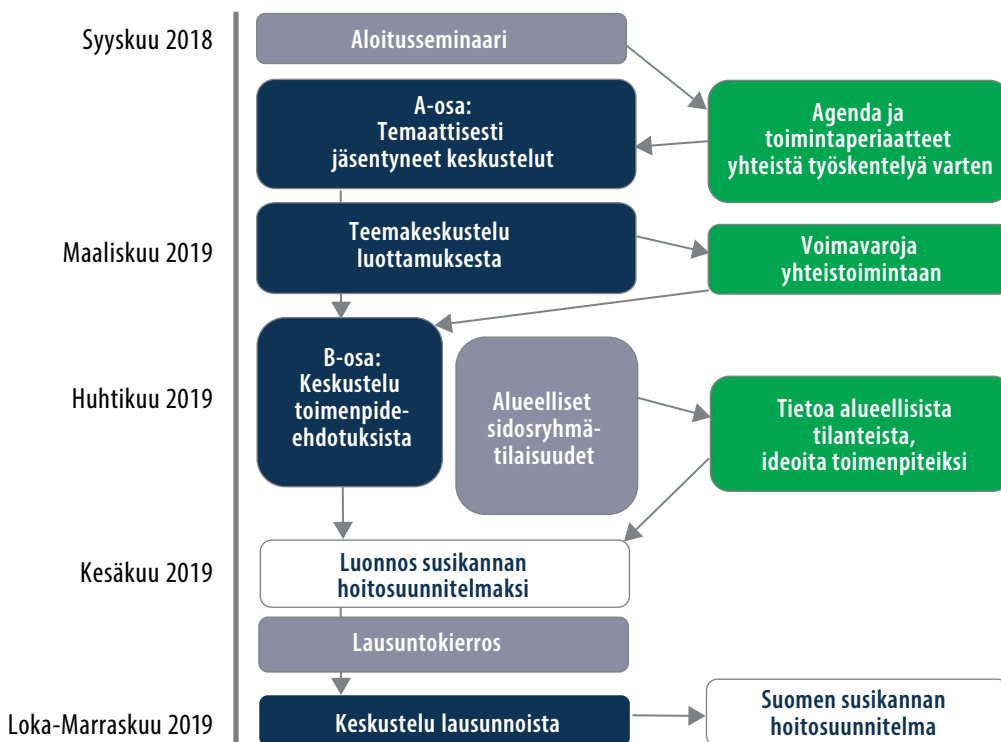 Syyskuu 2018
Aloitusseminaari
A-osa:
Temaattisesti
jäsentyneet keskustelut
Agenda ja
toimintaperiaatteet
yhteistä työskentelyä varten
Maaliskuu 2019
Teemakeskustelu
luottamuksesta
Voimavaroja
yhteistoimintaan
Huhtikuu 2019
B-osa:
Keskustelu
toimenpide-
ehdotuksista
Alueelliset
sidosryhmä-
tilaisuudet
Tietoa alueellisista
tilanteista,
ideoita toimenpiteiksi
Kesäkuu 2019
Luonnos susikannan
hoitosuunnitelmaksi
Lausuntokierros
Loka-Marraskuu 2019
Keskustelu lausunnoista
Suomen susikannan
hoitosuunnitelma